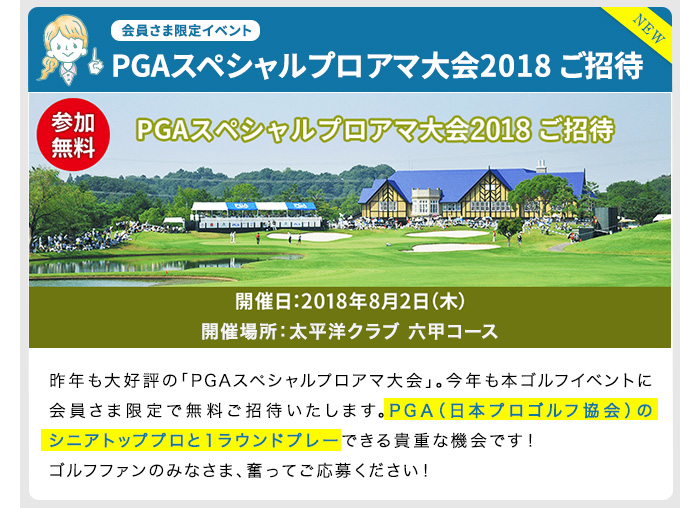 会員さま限定イベント
NEW
PGAスペシャルプロアマ大会2018 ご招待
参加
無料
PGAスペシャルプロアマ大会2018 ご招待
開催日：2018年8月2日（木）
開催場所：太平洋クラブ 六甲コース
昨年も大好評の「PGAスペシャルプロアマ大会」。今年も本ゴルフイベントに
会員さま限定で無料ご招待いたします。PGA（日本プロゴルフ協会）の
シニアトッププロと1ラウンドプレーできる貴重な機会です！
ゴルフファンのみなさま、奮ってご応募ください！